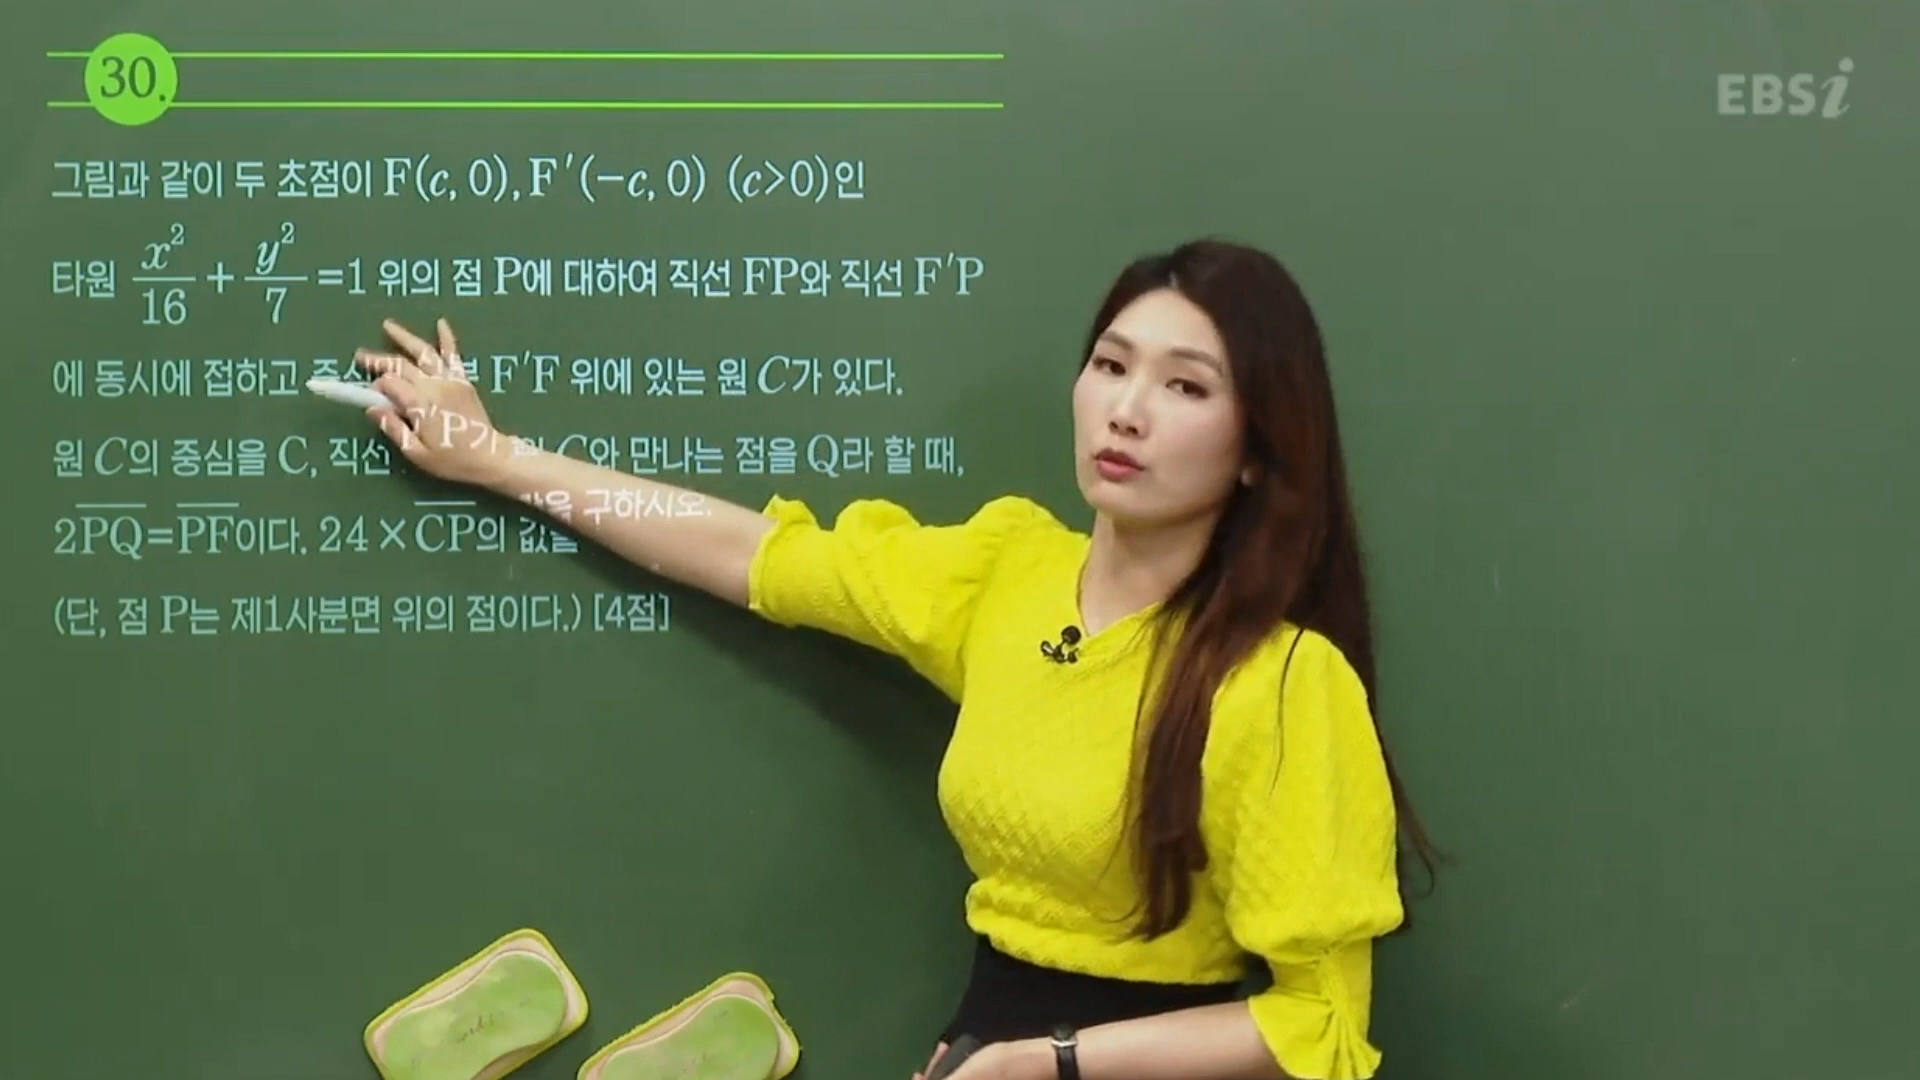 30.
EBSi
그림과 같이 두 초점이 F(c, 0), F′(−c, 0) (c>0)인
타원 x²/16 + y²/7 =1 위의 점 P에 대하여 직선 FP와 직선 F′P
에 동시에 접하고 F′F 위에 있는 원 C가 있다.
원 C의 중심을 C, 직선 F′P가 원 C와 만나는 점을 Q라 할 때,
2PQ=PF이다. 24×CP의 값을 구하시오.
(단, 점 P는 제1사분면 위의 점이다.) [4점]